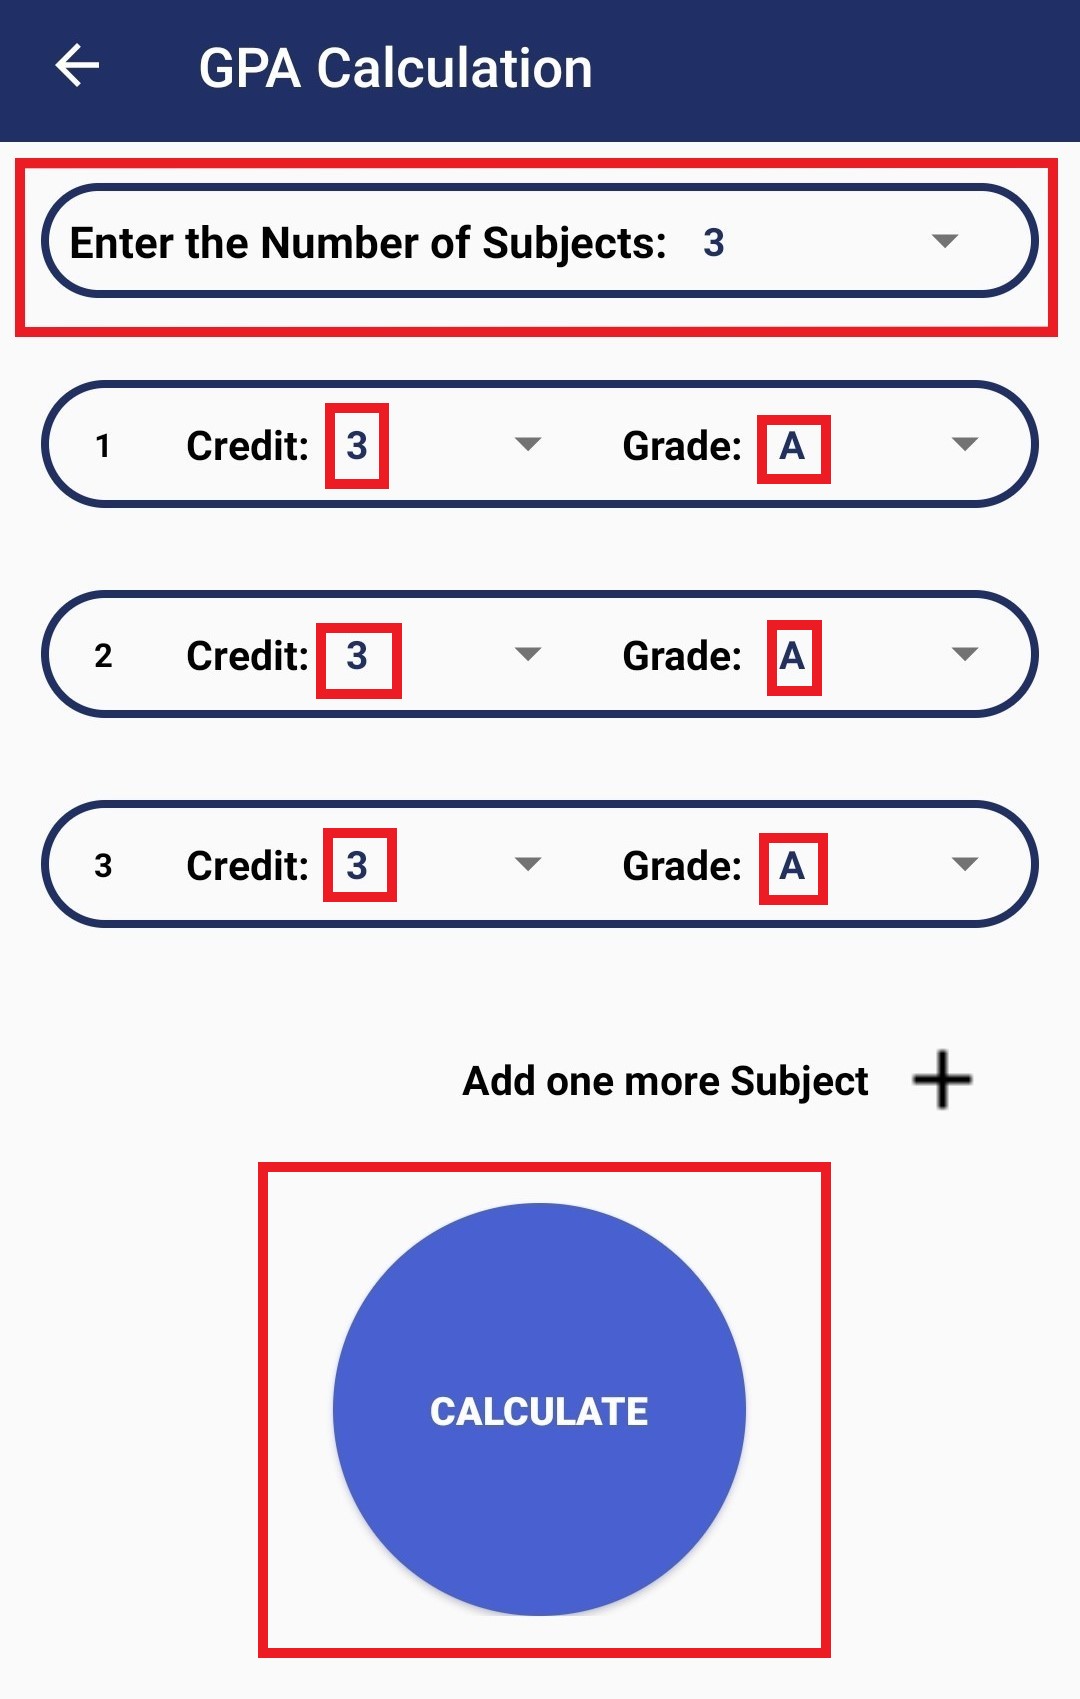 GPA Calculation
Enter the Number of Subjects: 3
1 Credit: 3 Grade: A
2 Credit: 3 Grade: A
3 Credit: 3 Grade: A
Add one more Subject
CALCULATE